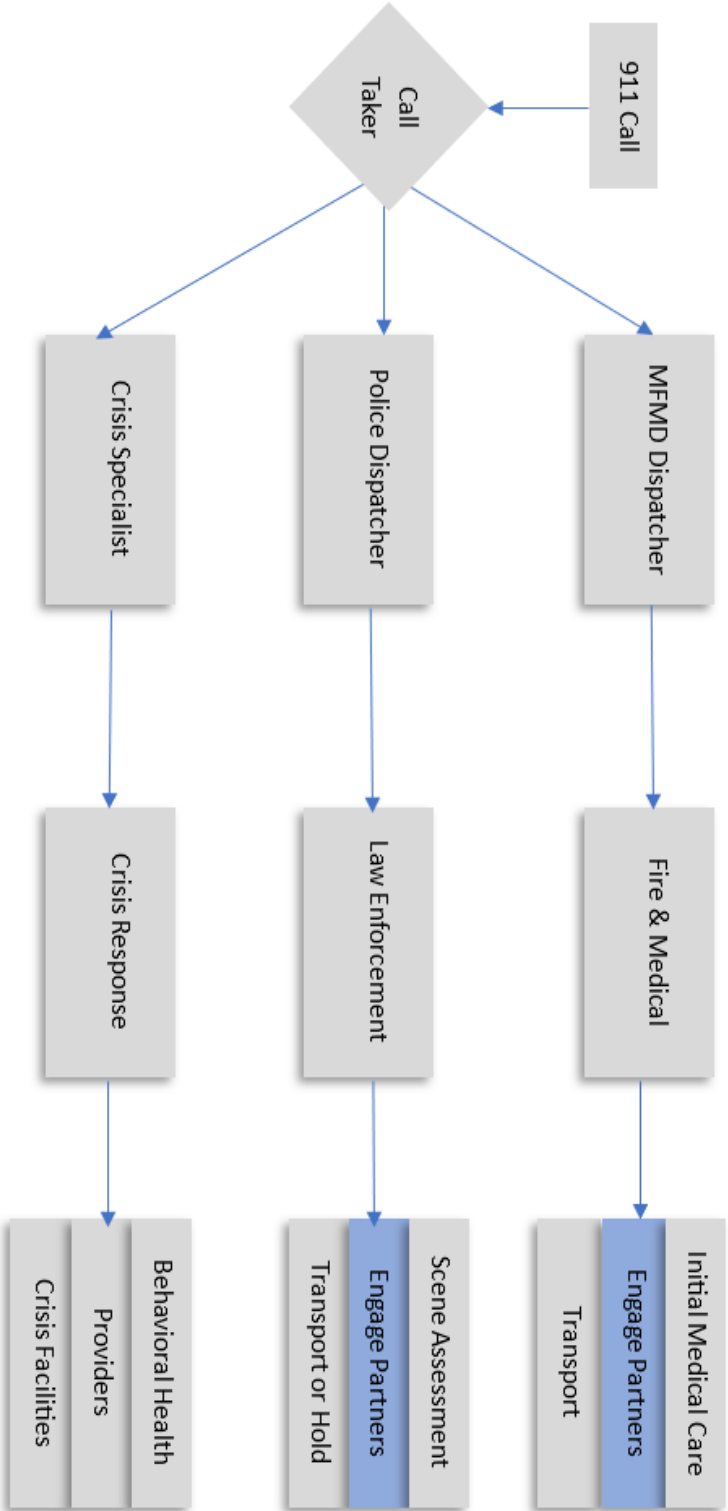 911 Call
Call
Taker
MFMD Dispatcher
Police Dispatcher
Crisis Specialist
Fire & Medical
Law Enforcement
Crisis Response
Initial Medical Care
Engage Partners
Transport
Scene Assessment
Engage Partners
Transport or Hold
Behavioral Health
Providers
Crisis Facilities